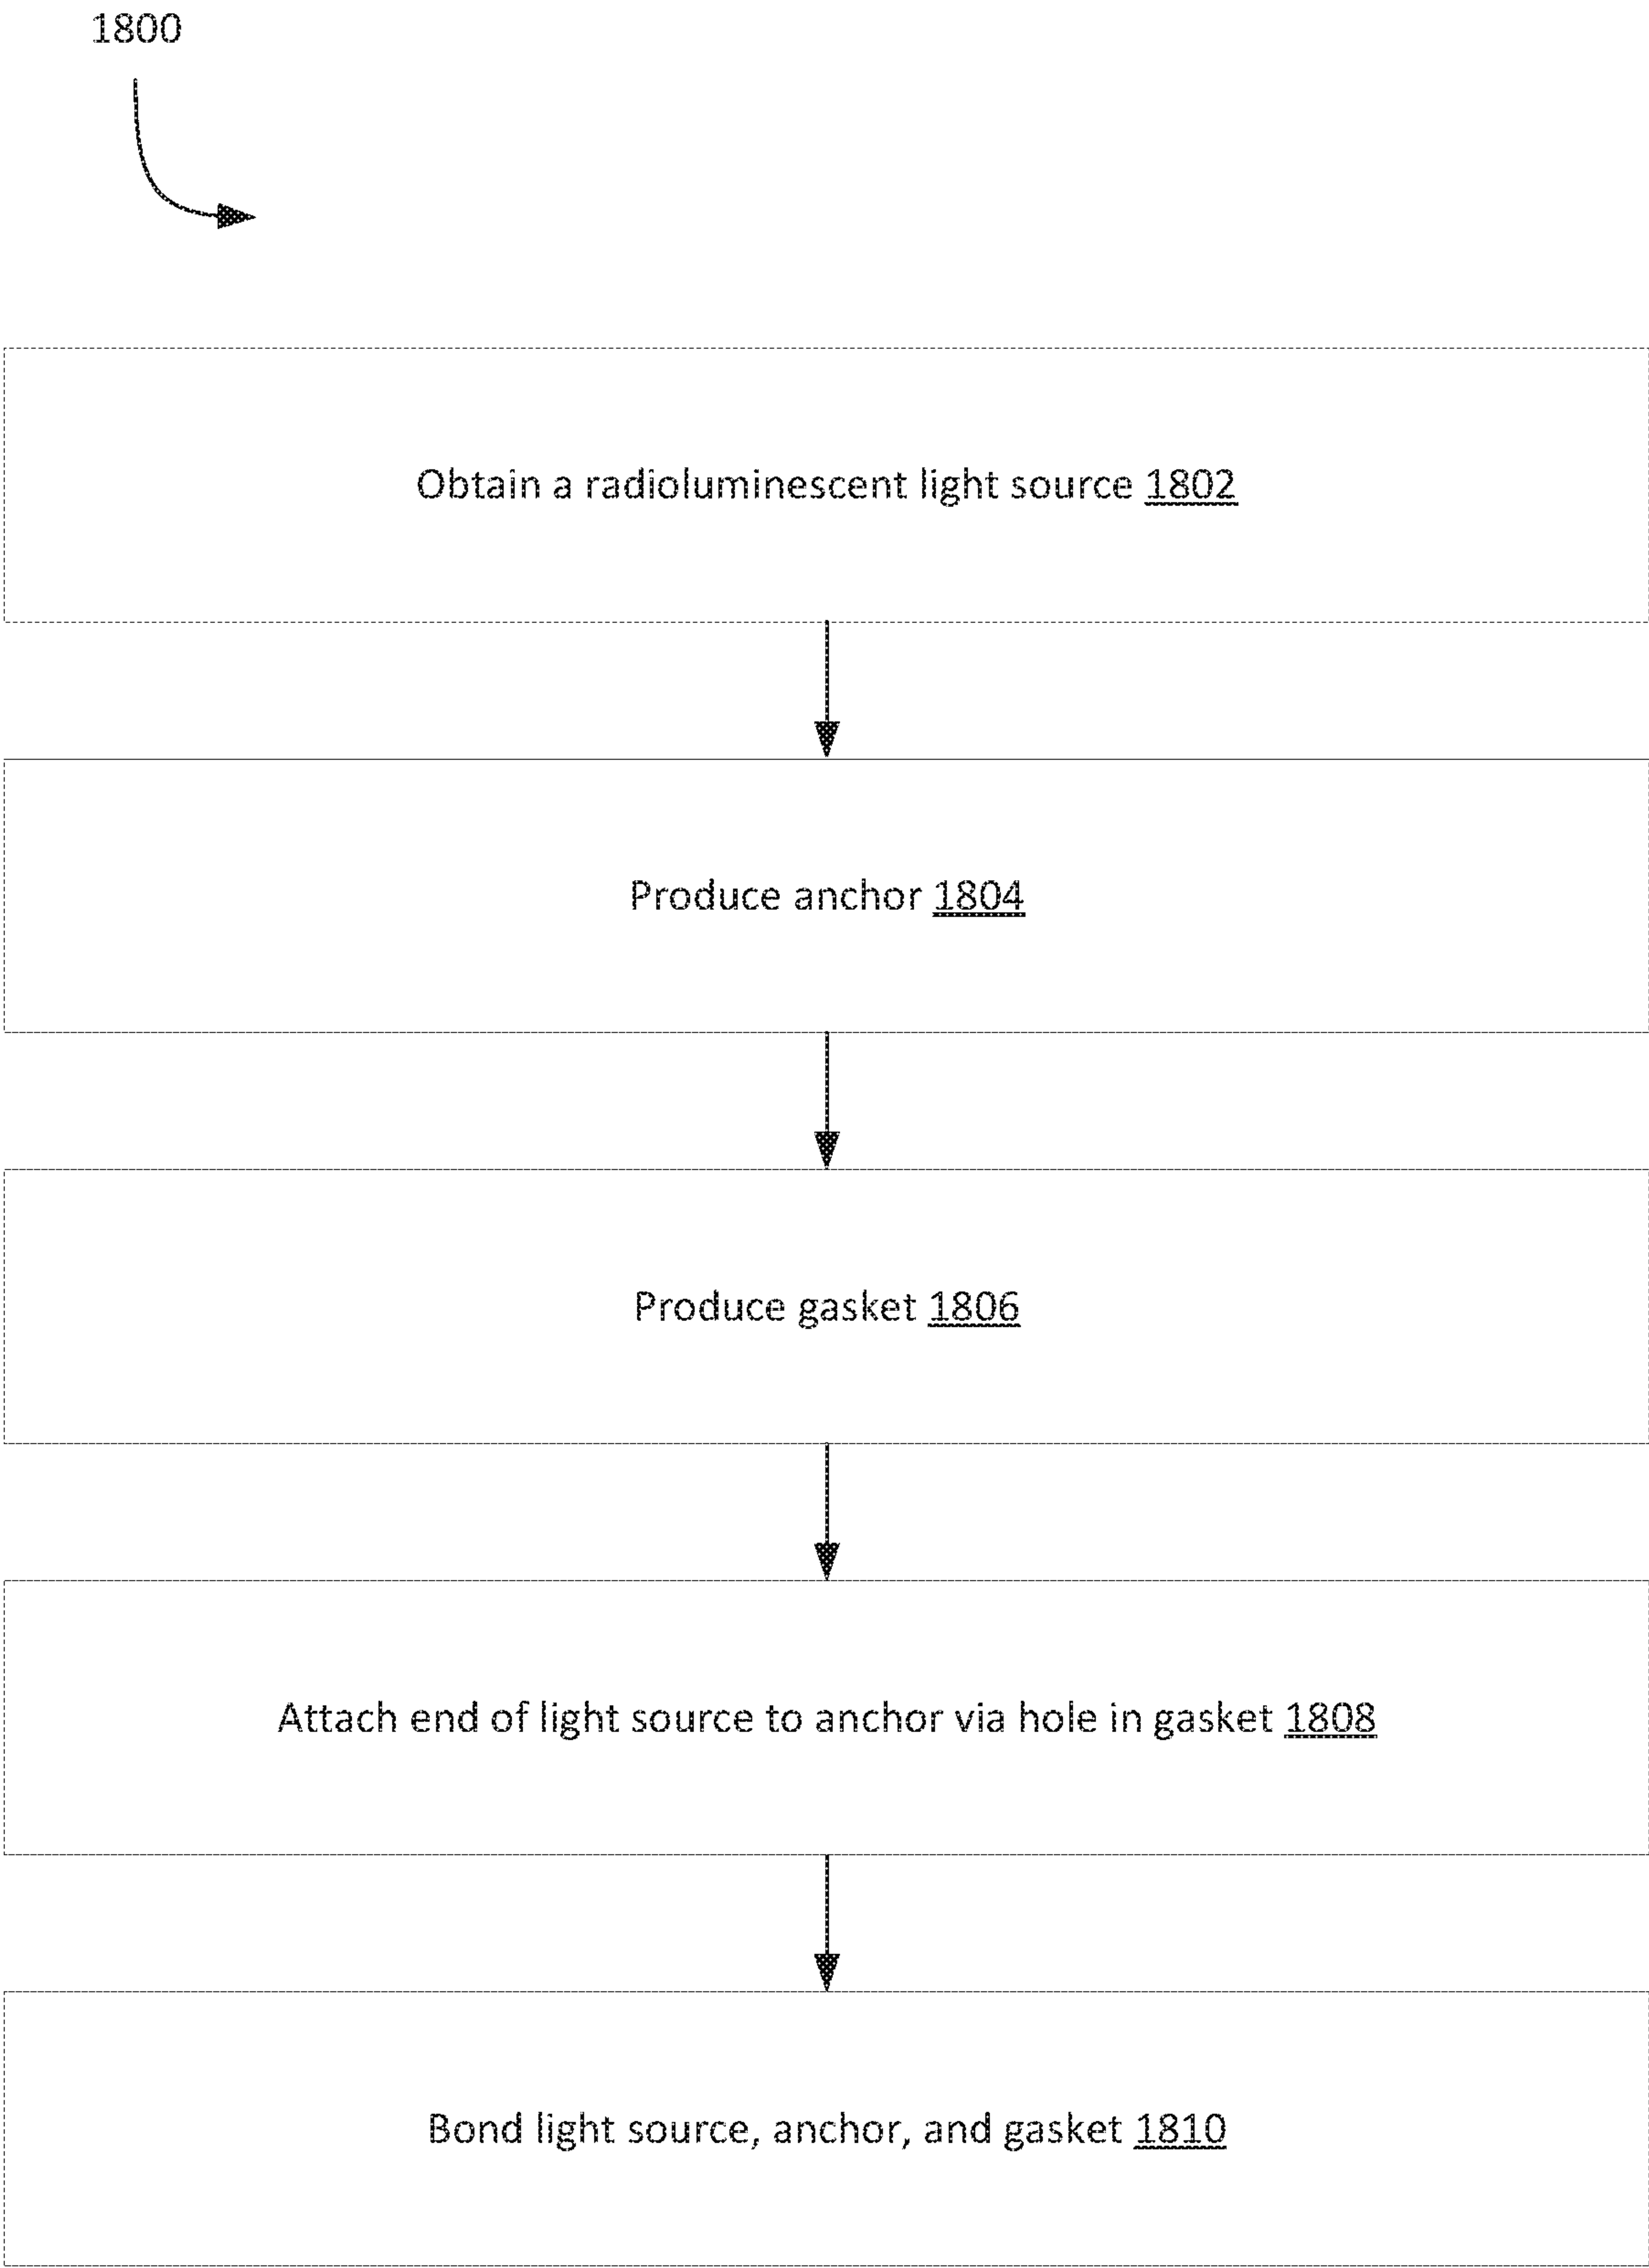 1800
Obtain a radioluminescent light source 1802
Produce anchor 1804
Produce gasket 1806
Attach end of light source to anchor via hole in gasket 1808
Bond light source, anchor, and gasket 1810